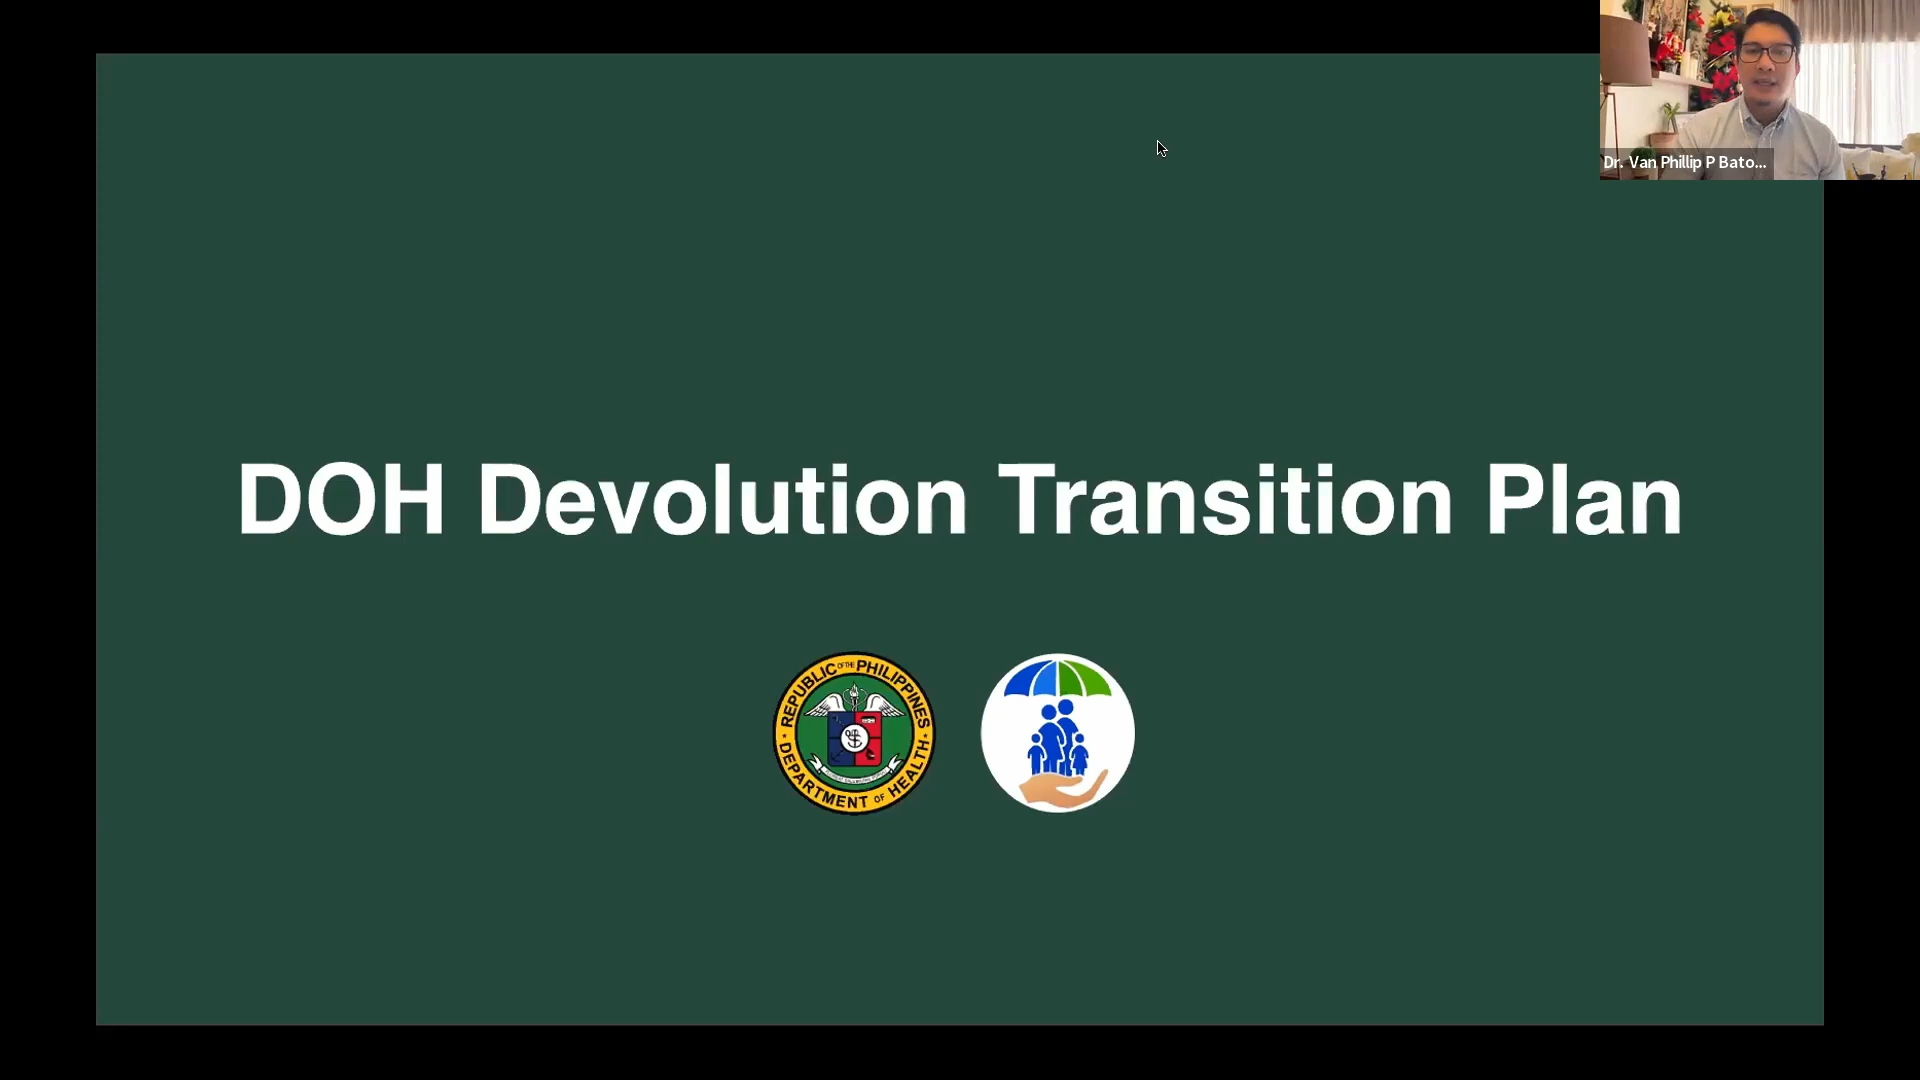 Dr. Van Phillip P Bato...
DOH Devolution Transition Plan
REPUBLIC OF THE PHILIPPINES
DEPARTMENT OF HEALTH